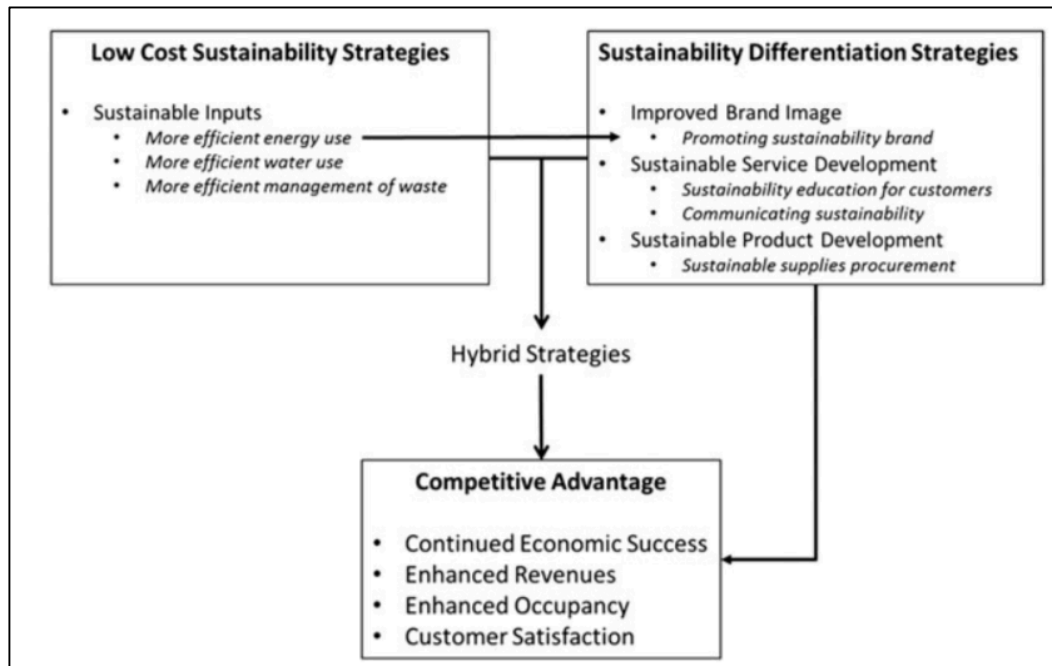 Low Cost Sustainability Strategies
• Sustainable Inputs
• More efficient energy use
• More efficient water use
• More efficient management of waste
Sustainability Differentiation Strategies
• Improved Brand Image
• Promoting sustainability brand
• Sustainable Service Development
• Sustainability education for customers
• Communicating sustainability
• Sustainable Product Development
• Sustainable supplies procurement
Hybrid Strategies
Competitive Advantage
• Continued Economic Success
• Enhanced Revenues
• Enhanced Occupancy
• Customer Satisfaction